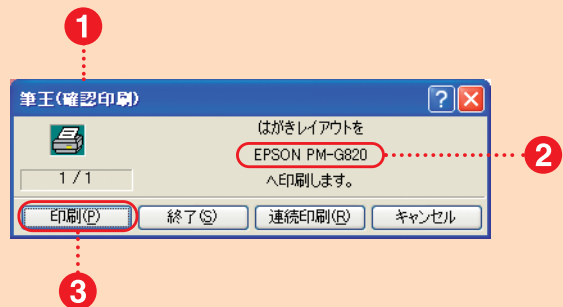 1
筆王(確認印刷)
はがきレイアウトを
EPSON PM-G820
2
1 / 1
へ印刷します。
印刷(P) 終了(S) 連続印刷(R) キャンセル
3